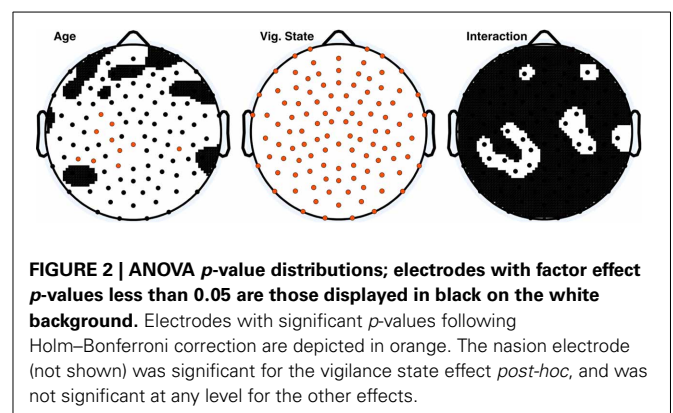 Age Vig. State Interaction
FIGURE 2 | ANOVA p-value distributions; electrodes with factor effect
p-values less than 0.05 are those displayed in black on the white
background. Electrodes with significant p-values following
Holm–Bonferroni correction are depicted in orange. The nasion electrode
(not shown) was significant for the vigilance state effect post-hoc, and was
not significant at any level for the other effects.